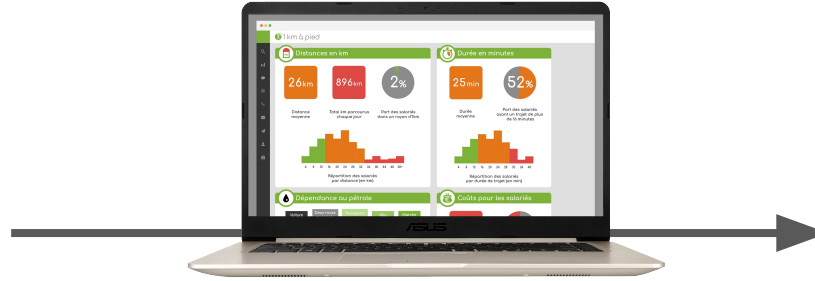 1 km à pied
Distances en km
26km
896km
2%
Distance
moyenne
Total km parcourus
chaque jour
Part des salariés
dans un rayon d'1km
Répartition des salariés
par distance (en km)
Durée en minutes
25min
52%
Durée
moyenne
Part des salariés
ayant un trajet de plus
de 16 minutes
Répartition des salariés
par durée de trajet (en min)
Dépendance au pétrole
Voiture
Coûts pour les salariés
ASUS